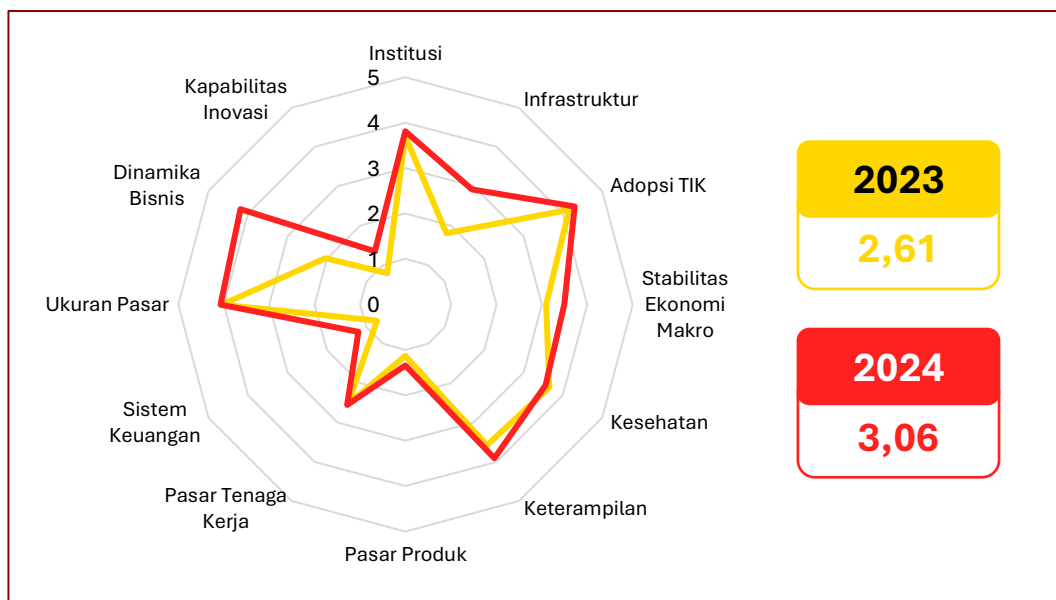 Institusi
Infrastruktur
Adopsi TIK
Stabilitas
Ekonomi
Makro
Kesehatan
Keterampilan
Pasar Produk
Pasar Tenaga
Kerja
Sistem
Keuangan
Ukuran Pasar
Dinamika
Bisnis
Kapabilitas
Inovasi
5
4
3
2
1
0
2023
2,61
2024
3,06